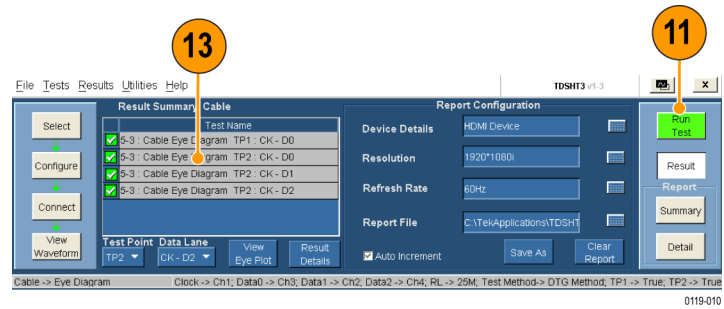 13
11
File Tests Results Utilities Help
TDSHT3 v1-3
x
Result Summary Cable
Report Configuration
Select
Configure
Connect
View
Waveform
Test Name
5-3 : Cable Eye Diagram TP1 : CK - D0
5-3 : Cable Eye Diagram TP2 : CK - D0
5-3 : Cable Eye Diagram TP2 : CK - D1
5-3 : Cable Eye Diagram TP2 : CK - D2
Test Point Data Lane
TP2
CK - D2
View
Eye Plot
Result
Details
Device Details
HDMI Device
Resolution
1920*1080i
Refresh Rate
60Hz
Report File
C:\TekApplications\TDSHT
Auto Increment
Save As
Clear
Report
Run
Test
Result
Report
Summary
Detail
Cable -> Eye Diagram
Clock -> Ch1; Data0 -> Ch3; Data1 -> Ch2; Data2 -> Ch4; RL -> 25M; Test Method-> DTG Method; TP1 -> True; TP2 -> True
0119-010